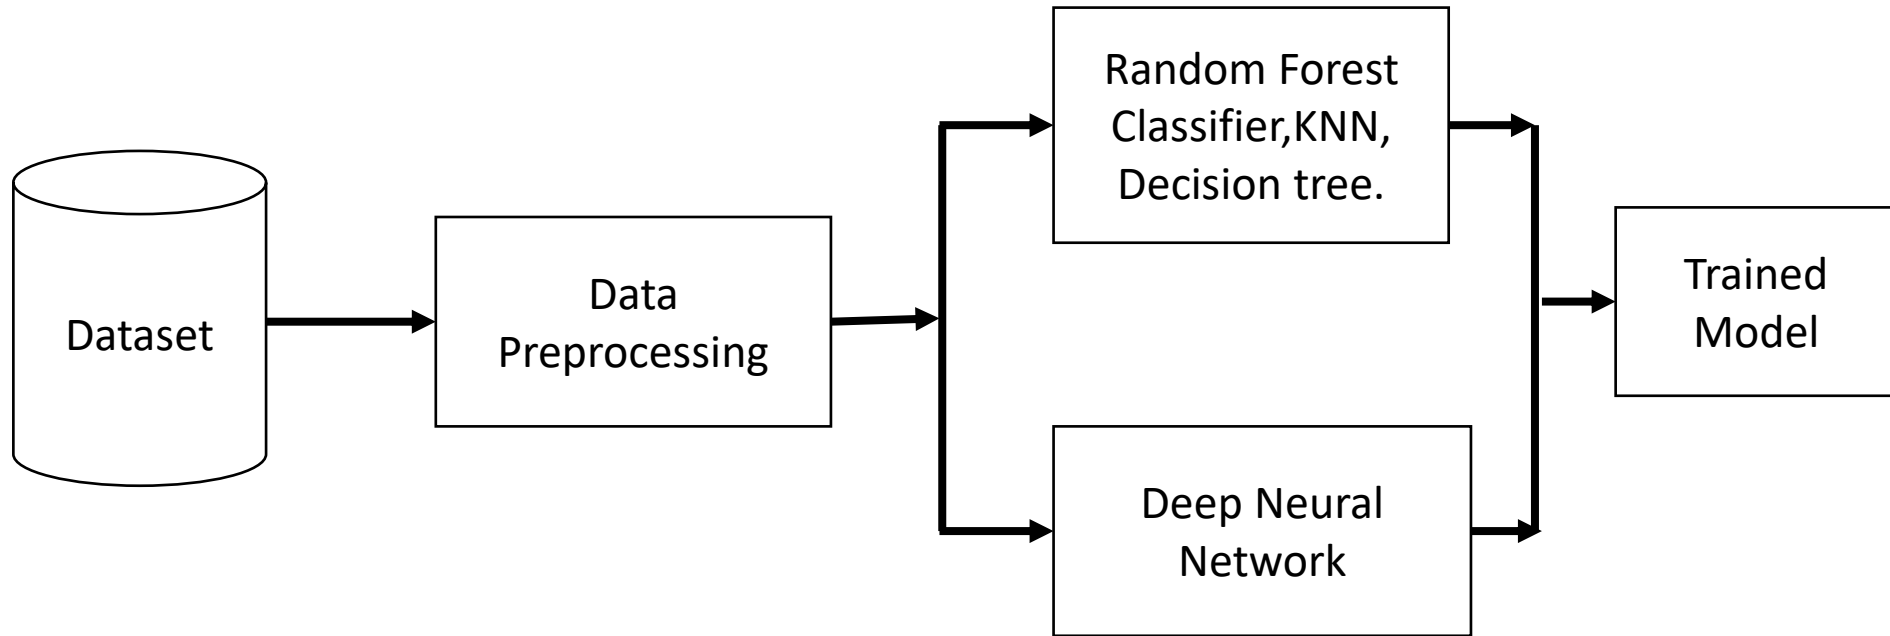 Dataset
Data
Preprocessing
Random Forest
Classifier,KNN,
Decision tree.
Deep Neural
Network
Trained
Model